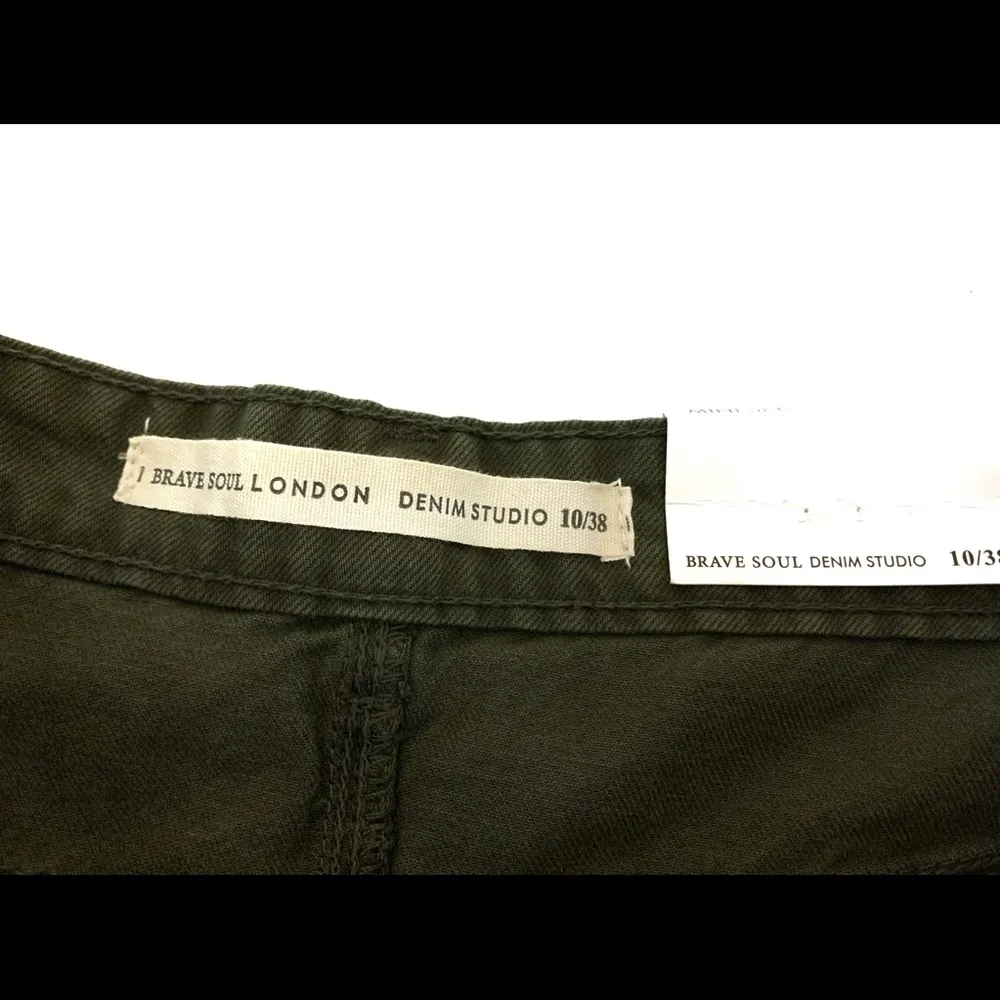 BRAVE SOUL LONDON DENIM STUDIO 10/38
BRAVE SOUL DENIM STUDIO 10/38